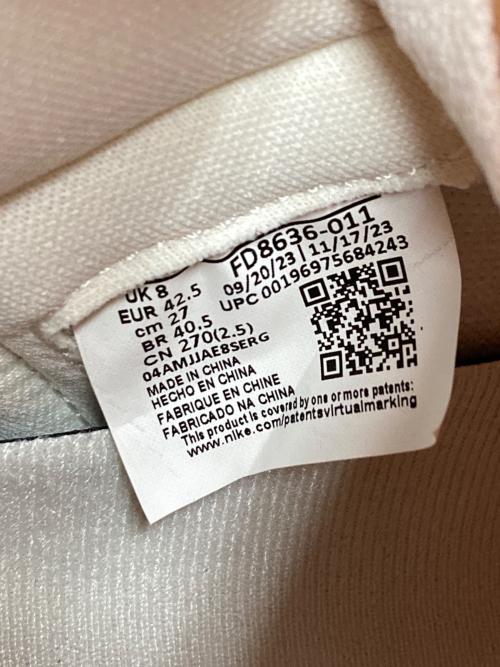 UK 8
EUR 42.5
cm 27
BR 40.5
CN 270(2.5)
FD8636-011
09/20/23 | 11/17/23
UPC 00196975684243
04AMJJAE8SERG
MADE IN CHINA
HECHO EN CHINA
FABRIQUE EN CHINE
FABRICADO NA CHINA
This product is covered by one or more patents:
www.nike.com/patentsvirtualmarking